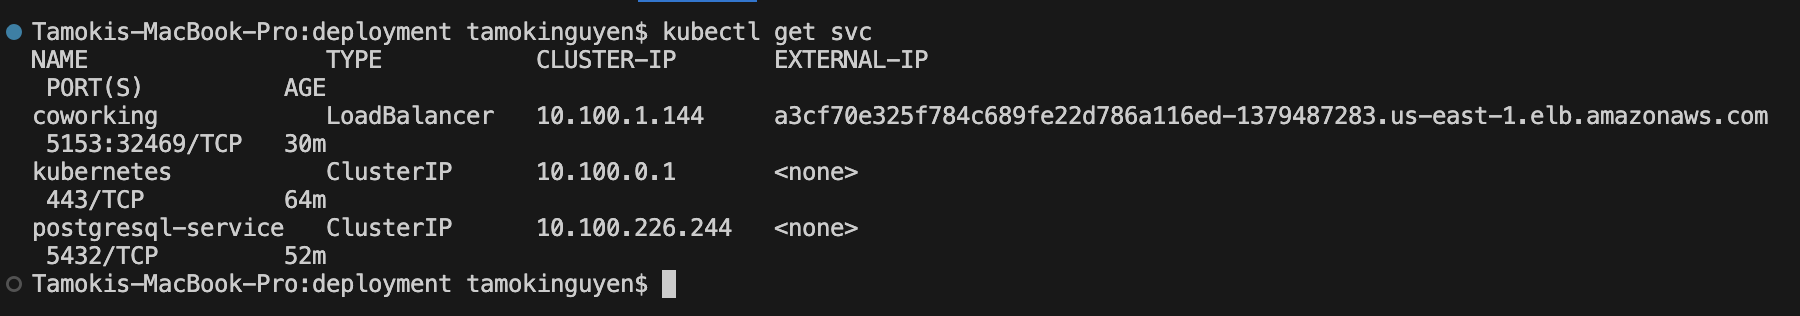 Tamokis-MacBook-Pro:deployment tamokinguyen$ kubectl get svc
NAME TYPE CLUSTER-IP EXTERNAL-IP
PORT(S) AGE
coworking LoadBalancer 10.100.1.144 a3cf70e325f784c689fe22d786a116ed-1379487283.us-east-1.elb.amazonaws.com
5153:32469/TCP 30m
kubernetes ClusterIP 10.100.0.1 <none>
443/TCP 64m
postgresql-service ClusterIP 10.100.226.244 <none>
5432/TCP 52m
Tamokis-MacBook-Pro:deployment tamokinguyen$